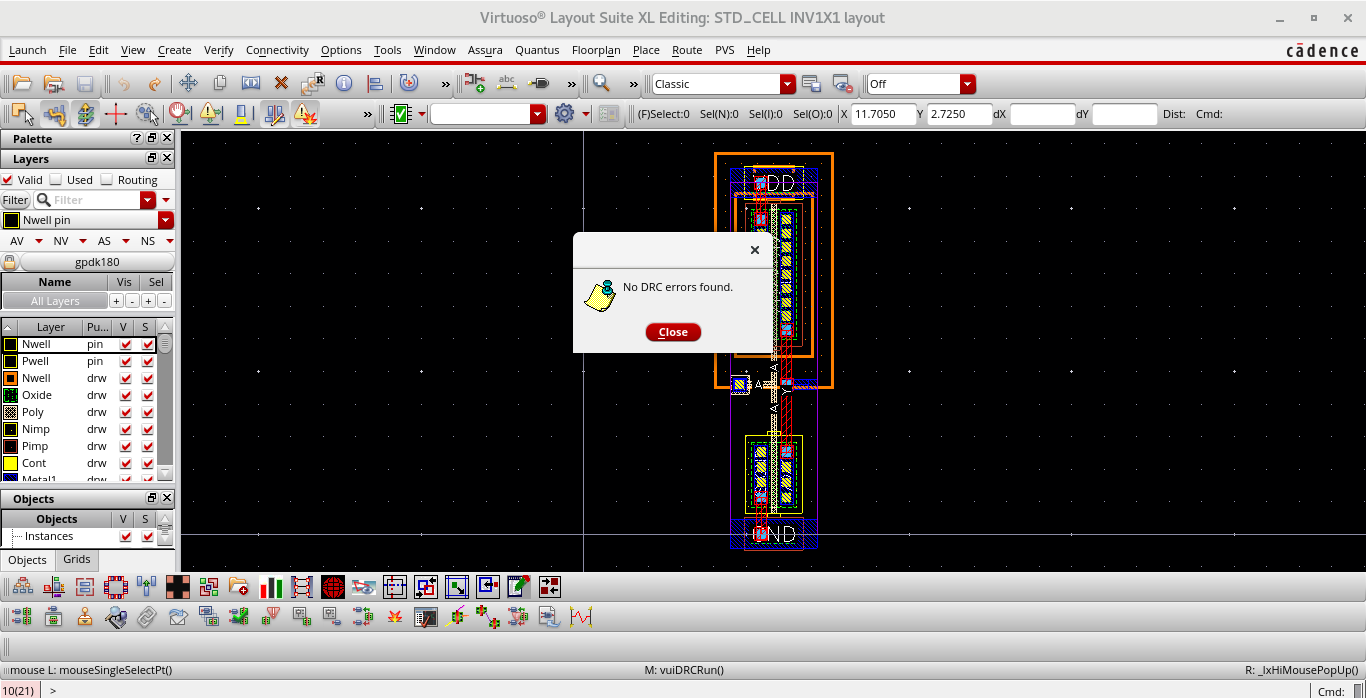 Virtuoso® Layout Suite XL Editing: STD_CELL INV1X1 layout
Launch File Edit View Create Verify Connectivity Options Tools Window Assura Quantus Floorplan Place Route PVS Help cādence
abc » » » Classic Off
» (F)Select:0 Sel(N):0 Sel(I):0 Sel(O):0 X 11.7050 Y 2.7250 dX dY Dist: Cmd:
Palette ?
Layers
Valid Used Routing
Filter Filter
Nwell pin
AV NV AS NS
gpdk180
Name Vis Sel
All Layers + - + -
Layer Pu... V S
Nwell pin
Pwell pin
Nwell drw
Oxide drw
Poly drw
Nimp drw
Pimp drw
Cont drw
Metal1 drw
Objects
Objects V S
Instances
Objects Grids
No DRC errors found.
Close
A
A
Y
A
mouse L: mouseSingleSelectPt() M: vuiDRCRun() R: _lxHiMousePopUp()
10(21) > Cmd: